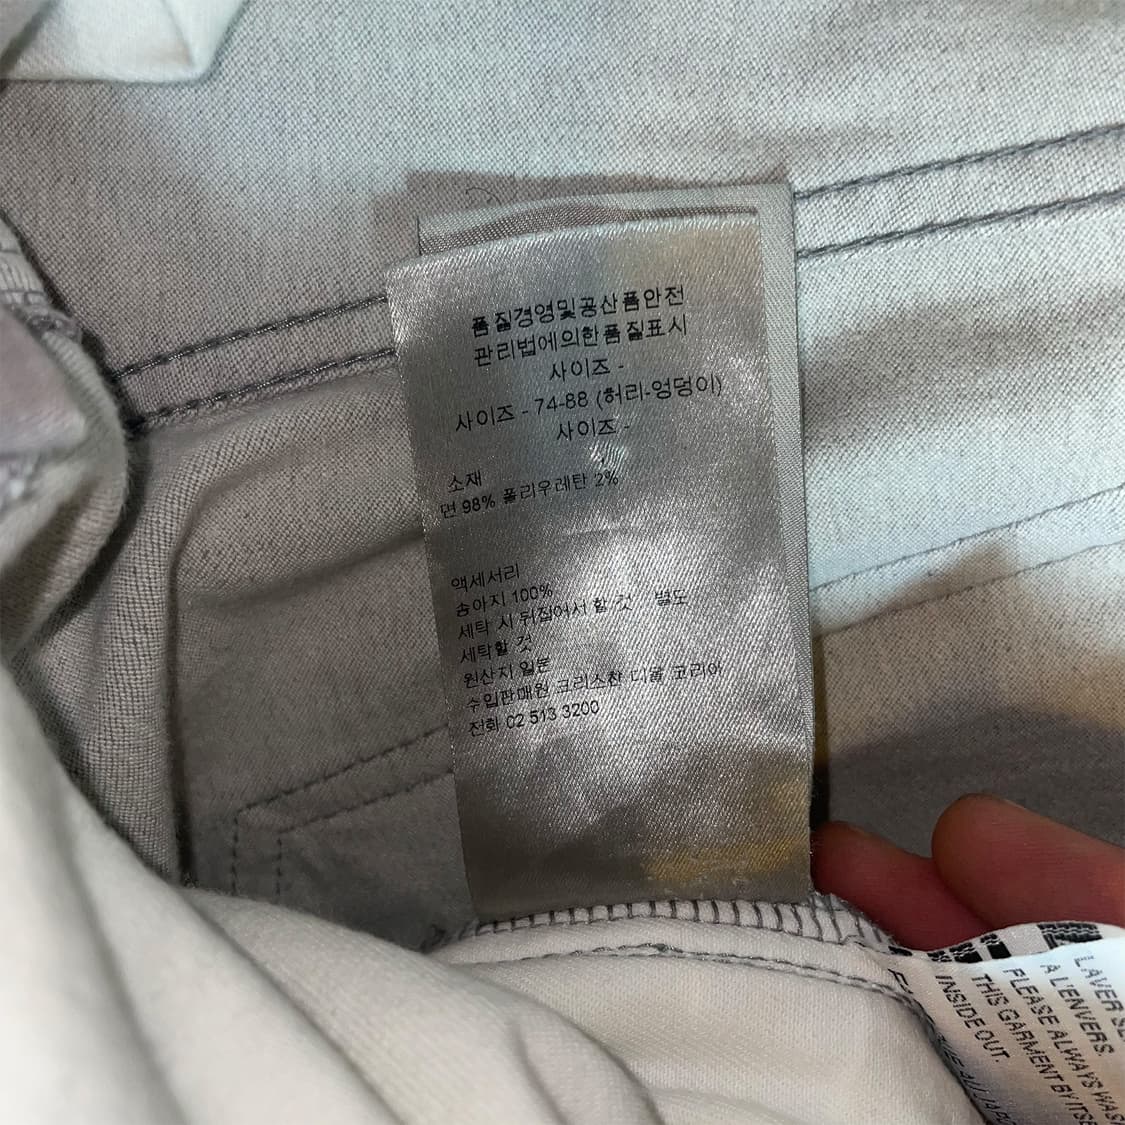 품질경영및공산품안전
관리법에의한품질표시
사이즈 -
사이즈 - 74-88 (허리-엉덩이)
사이즈 -
소재
면 98% 폴리우레탄 2%
액세서리
송아지 100%
세탁 시 뒤집어서 할 것 별도
세탁할 것
원산지 일본
수입판매원 크리스챤 디올 코리아
전화 02 513 3200
LAVER
A L'ENVERS.
PLEASE ALWAYS WASH
THIS GARMENT BY ITSE
INSIDE OUT.